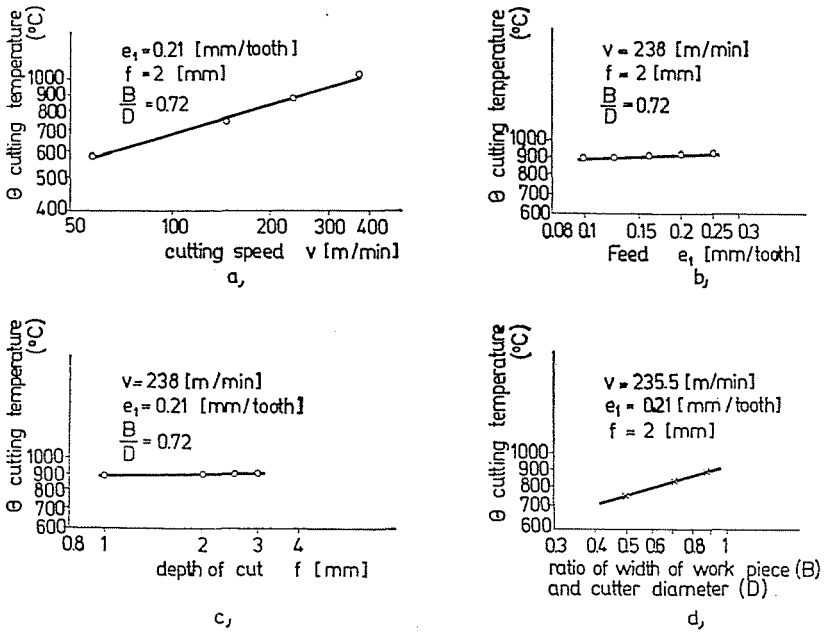 Θ cutting temperature
(°C)
e₁ = 0.21 [mm/tooth]
f = 2 [mm]
B/D = 0.72
1000
900
800
700
600
500
400
50 100 200 300 400
cutting speed v [m/min]
a,
Θ cutting temperature
(°C)
v = 238 [m/min]
f = 2 [mm]
B/D = 0.72
1000
900
800
700
600
0.08 0.1 0.15 0.2 0.25 0.3
Feed e₁ [mm/tooth]
b,
Θ cutting temperature
(°C)
v = 238 [m/min]
e₁ = 0.21 [mm/tooth]
B/D = 0.72
1000
900
800
700
600
0.8 1 2 3 4
depth of cut f [mm]
c,
Θ cutting temperature
(°C)
v = 235.5 [m/min]
e₁ = 0.21 [mm/tooth]
f = 2 [mm]
1000
900
800
700
600
0.3 0.4 0.5 0.6 0.8 1
ratio of width of work piece (B)
and cutter diameter (D)
d,